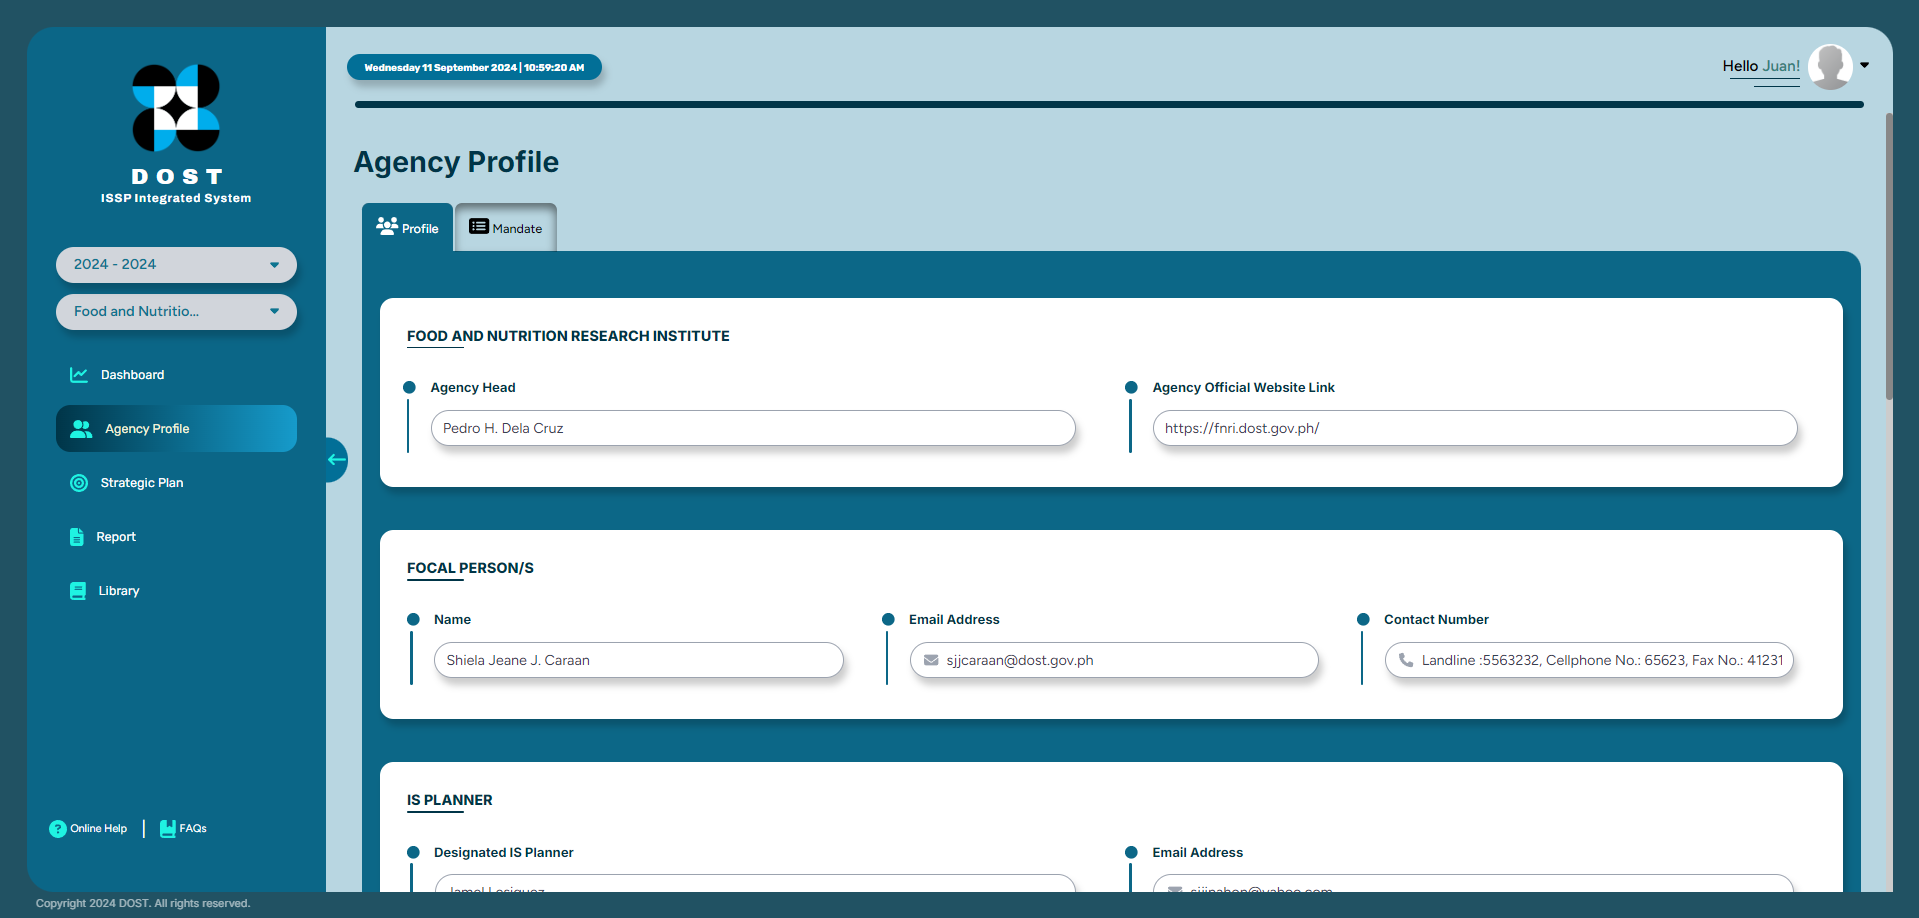 Wednesday 11 September 2024 | 10:59:20 AM
Hello Juan!
DOST
ISSP Integrated System
2024 - 2024
Food and Nutritio...
Dashboard
Agency Profile
Strategic Plan
Report
Library
Online Help | FAQs
Agency Profile
Profile
Mandate
FOOD AND NUTRITION RESEARCH INSTITUTE
Agency Head
Pedro H. Dela Cruz
Agency Official Website Link
https://fnri.dost.gov.ph/
FOCAL PERSON/S
Name
Shiela Jeane J. Caraan
Email Address
sjjcaraan@dost.gov.ph
Contact Number
Landline :5563232, Cellphone No.: 65623, Fax No.: 41231
IS PLANNER
Designated IS Planner
Email Address
Copyright 2024 DOST. All rights reserved.